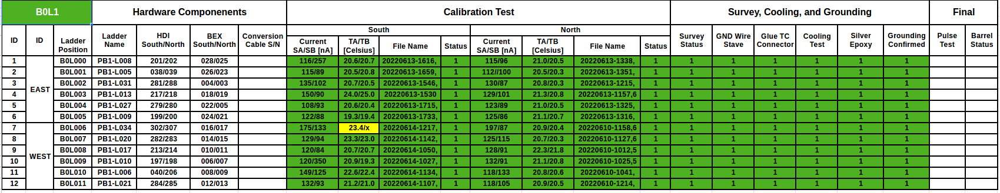 B0L1 Hardware Componenets Calibration Test Survey, Cooling, and Grounding Final
ID ID Ladder Position Ladder Name HDI South/North BEX South/North Conversion Cable S/N South North Survey Status GND Wire Stave Glue TC Connector Cooling Test Silver Epoxy Grounding Confirmed Pulse Test Barrel Status
Current SA/SB [nA] TA/TB [Celsius] File Name Status Current SA/SB [nA] TA/TB [Celsius] File Name Status
1 EAST B0L000 PB1-L008 201/202 028/025 116/257 20.6/20.7 20220613-1616, 1 115/96 21.0/20.5 20220613-1338, 1 1 1 1 1 1 1
2 B0L001 PB1-L005 038/039 026/023 115/89 20.5/20.8 20220613-1659, 1 112//100 20.5/20.3 20220613-1351, 1 1 1 1 1 1 1
3 B0L002 PB1-L031 281/288 004/003 135/102 20.7/20.5 20220613-1546, 1 130/87 20.8/20.3 20220613-1215, 1 1 1 1 1 1 1
4 B0L003 PB1-L013 217/218 018/019 150/90 24.0/25.0 20220613-1530 1 129/101 21.3/20.8 20220613-1157,6 1 1 1 1 1 1 1
5 B0L004 PB1-L027 279/280 022/005 108/93 20.6/20.4 20220613-1715, 1 123/89 21.0/20.5 20220613-1325, 1 1 1 1 1 1 1
6 B0L005 PB1-L009 199/200 024/021 122/88 19.3/19.4 20220613-1733, 1 125/86 21.1/20.7 20220613-1316, 1 1 1 1 1 1 1
7 WEST B0L006 PB1-L034 302/307 016/017 175/133 23.4/x 20220614-1217, 1 197/87 20.9/20.4 20220610-1158,6 1 1 1 1 1 1 1
8 B0L007 PB1-L020 282/283 014/015 129/94 23.3/23.0 20220614-1142, 1 125/115 20.7/20.3 20220610-1127,6 1 1 1 1 1 1 1
9 B0L008 PB1-L017 213/214 010/011 120/84 20.7/20.7 20220614-1050, 1 128/91 22.3/21.8 20220610-1012,5 1 1 1 1 1 1 1
10 B0L009 PB1-L010 197/198 006/007 120/350 20.9/19.3 20220614-1027, 1 132/91 21.1/20.8 20220610-1025,5 1 1 1 1 1 1 1
11 B0L010 PB1-L006 040/206 008/009 149/125 22.6/22.4 20220614-1134, 1 118/133 20.8/20.6 20220610-1041, 1 1 1 1 1 1 1
12 B0L011 PB1-L021 284/285 012/013 132/93 21.2/21.0 20220614-1107, 1 118/105 20.9/20.5 20220610-1214, 1 1 1 1 1 1 1